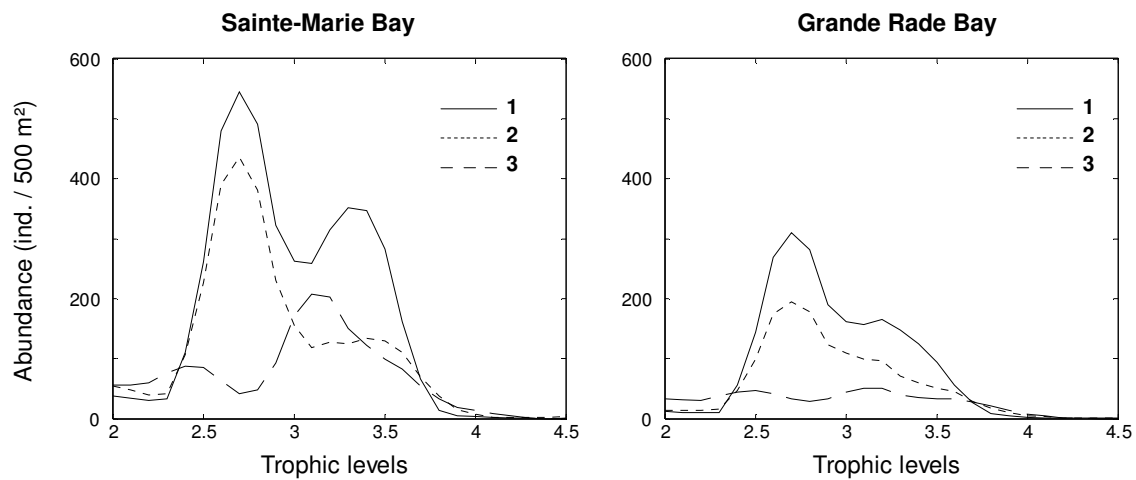 Sainte-Marie Bay
Abundance (ind. / 500 m²)
600
400
200
0
1
2
3
2 2.5 3 3.5 4 4.5
Trophic levels
Grande Rade Bay
600
400
200
0
1
2
3
2 2.5 3 3.5 4 4.5
Trophic levels